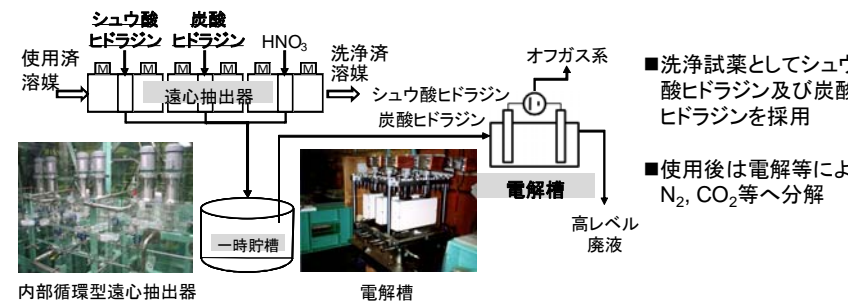 シュウ酸
ヒドラジン
炭酸
ヒドラジン
HNO3
使用済
溶媒
M M M M M M
洗浄済
溶媒
遠心抽出器
シュウ酸ヒドラジン
炭酸ヒドラジン
オフガス系
電解槽
高レベル
廃液
一時貯槽
内部循環型遠心抽出器
電解槽
■洗浄試薬としてシュウ
酸ヒドラジン及び炭酸
ヒドラジンを採用
■使用後は電解等によ
N2, CO2等へ分解